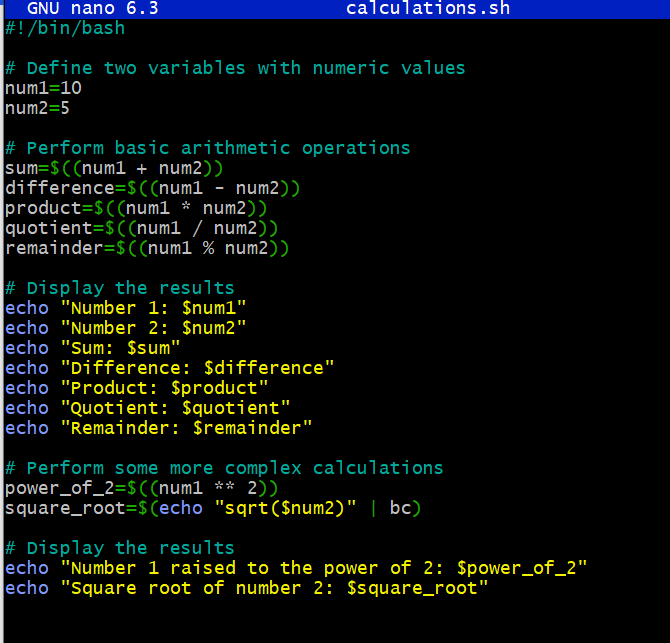 GNU nano 6.3 calculations.sh
#!/bin/bash
# Define two variables with numeric values
num1=10
num2=5
# Perform basic arithmetic operations
sum=$((num1 + num2))
difference=$((num1 - num2))
product=$((num1 * num2))
quotient=$((num1 / num2))
remainder=$((num1 % num2))
# Display the results
echo "Number 1: $num1"
echo "Number 2: $num2"
echo "Sum: $sum"
echo "Difference: $difference"
echo "Product: $product"
echo "Quotient: $quotient"
echo "Remainder: $remainder"
# Perform some more complex calculations
power_of_2=$((num1 ** 2))
square_root=$(echo "sqrt($num2)" | bc)
# Display the results
echo "Number 1 raised to the power of 2: $power_of_2"
echo "Square root of number 2: $square_root"